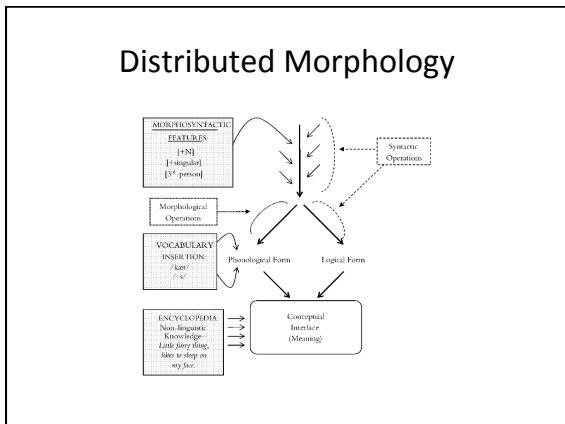 Distributed Morphology
MORPHOSYNTACTIC
FEATURES:
[+N]
[+singular]
[3rd person]
Syntactic
Operations
Morphological
Operations
VOCABULARY
INSERTION:
/kæt/
/-s/
Phonological Form
Logical Form
ENCYCLOPEDIA:
Non-linguistic
Knowledge
Little furry thing,
likes to sleep on
my face.
Conceptual
Interface
(Meaning)